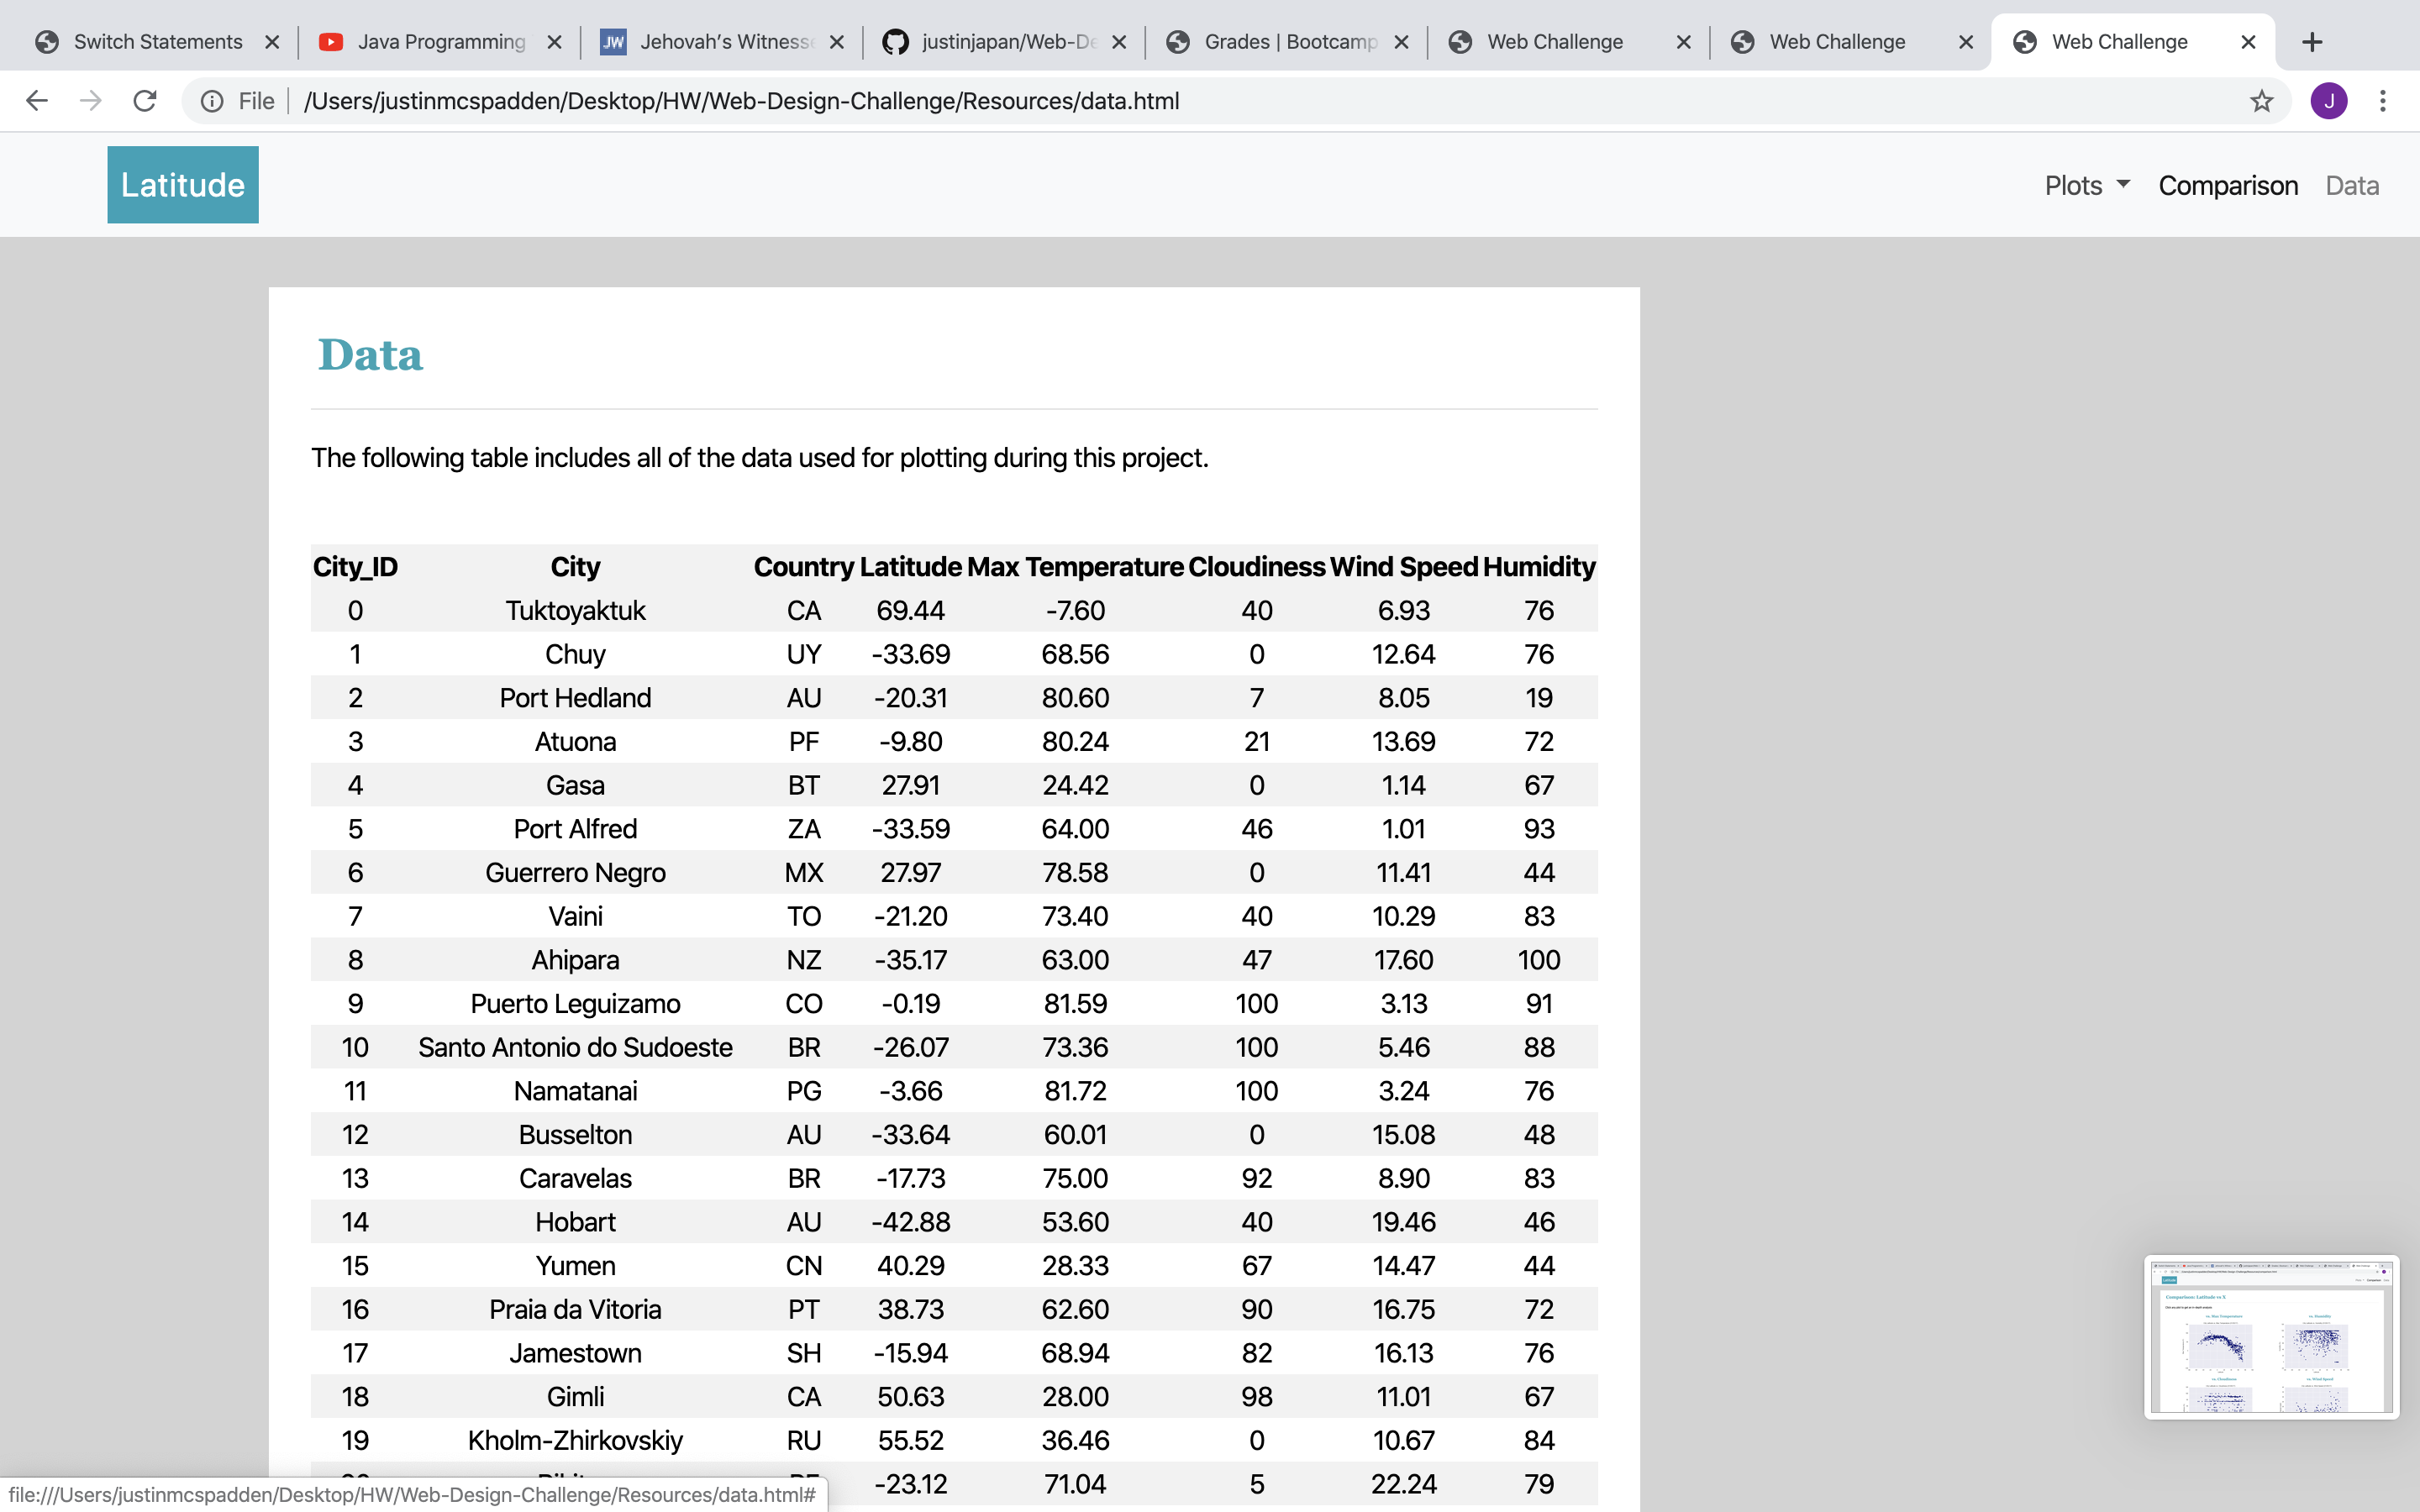 Switch Statements
Java Programming
JW Jehovah’s Witness
justinjapan/Web-De
Grades | Bootcamp
Web Challenge
Web Challenge
Web Challenge
File /Users/justinmcspadden/Desktop/HW/Web-Design-Challenge/Resources/data.html J
Latitude Plots Comparison Data
Data
The following table includes all of the data used for plotting during this project.
City_ID City Country Latitude Max Temperature Cloudiness Wind Speed Humidity
0 Tuktoyaktuk CA 69.44 -7.60 40 6.93 76
1 Chuy UY -33.69 68.56 0 12.64 76
2 Port Hedland AU -20.31 80.60 7 8.05 19
3 Atuona PF -9.80 80.24 21 13.69 72
4 Gasa BT 27.91 24.42 0 1.14 67
5 Port Alfred ZA -33.59 64.00 46 1.01 93
6 Guerrero Negro MX 27.97 78.58 0 11.41 44
7 Vaini TO -21.20 73.40 40 10.29 83
8 Ahipara NZ -35.17 63.00 47 17.60 100
9 Puerto Leguizamo CO -0.19 81.59 100 3.13 91
10 Santo Antonio do Sudoeste BR -26.07 73.36 100 5.46 88
11 Namatanai PG -3.66 81.72 100 3.24 76
12 Busselton AU -33.64 60.01 0 15.08 48
13 Caravelas BR -17.73 75.00 92 8.90 83
14 Hobart AU -42.88 53.60 40 19.46 46
15 Yumen CN 40.29 28.33 67 14.47 44
16 Praia da Vitoria PT 38.73 62.60 90 16.75 72
17 Jamestown SH -15.94 68.94 82 16.13 76
18 Gimli CA 50.63 28.00 98 11.01 67
19 Kholm-Zhirkovskiy RU 55.52 36.46 0 10.67 84
-23.12 71.04 5 22.24 79
file:///Users/justinmcspadden/Desktop/HW/Web-Design-Challenge/Resources/data.html#
Comparison: Latitude vs X